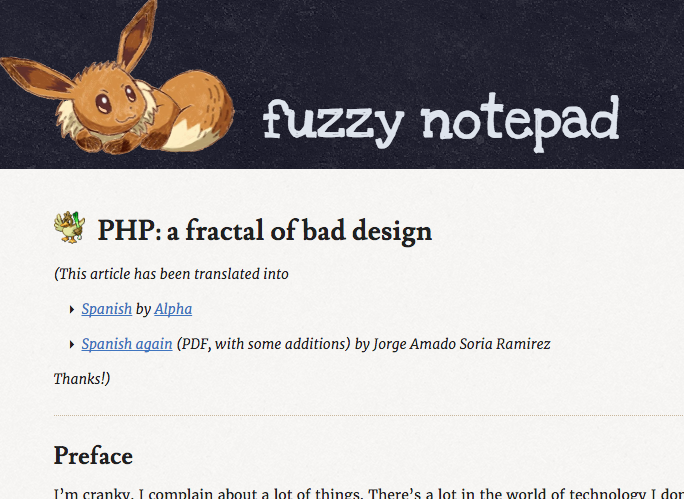 fuzzy notepad
PHP: a fractal of bad design
(This article has been translated into
Spanish by Alpha
Spanish again (PDF, with some additions) by Jorge Amado Soria Ramirez
Thanks!)
Preface
I'm cranky. I complain about a lot of things. There's a lot in the world of technology I